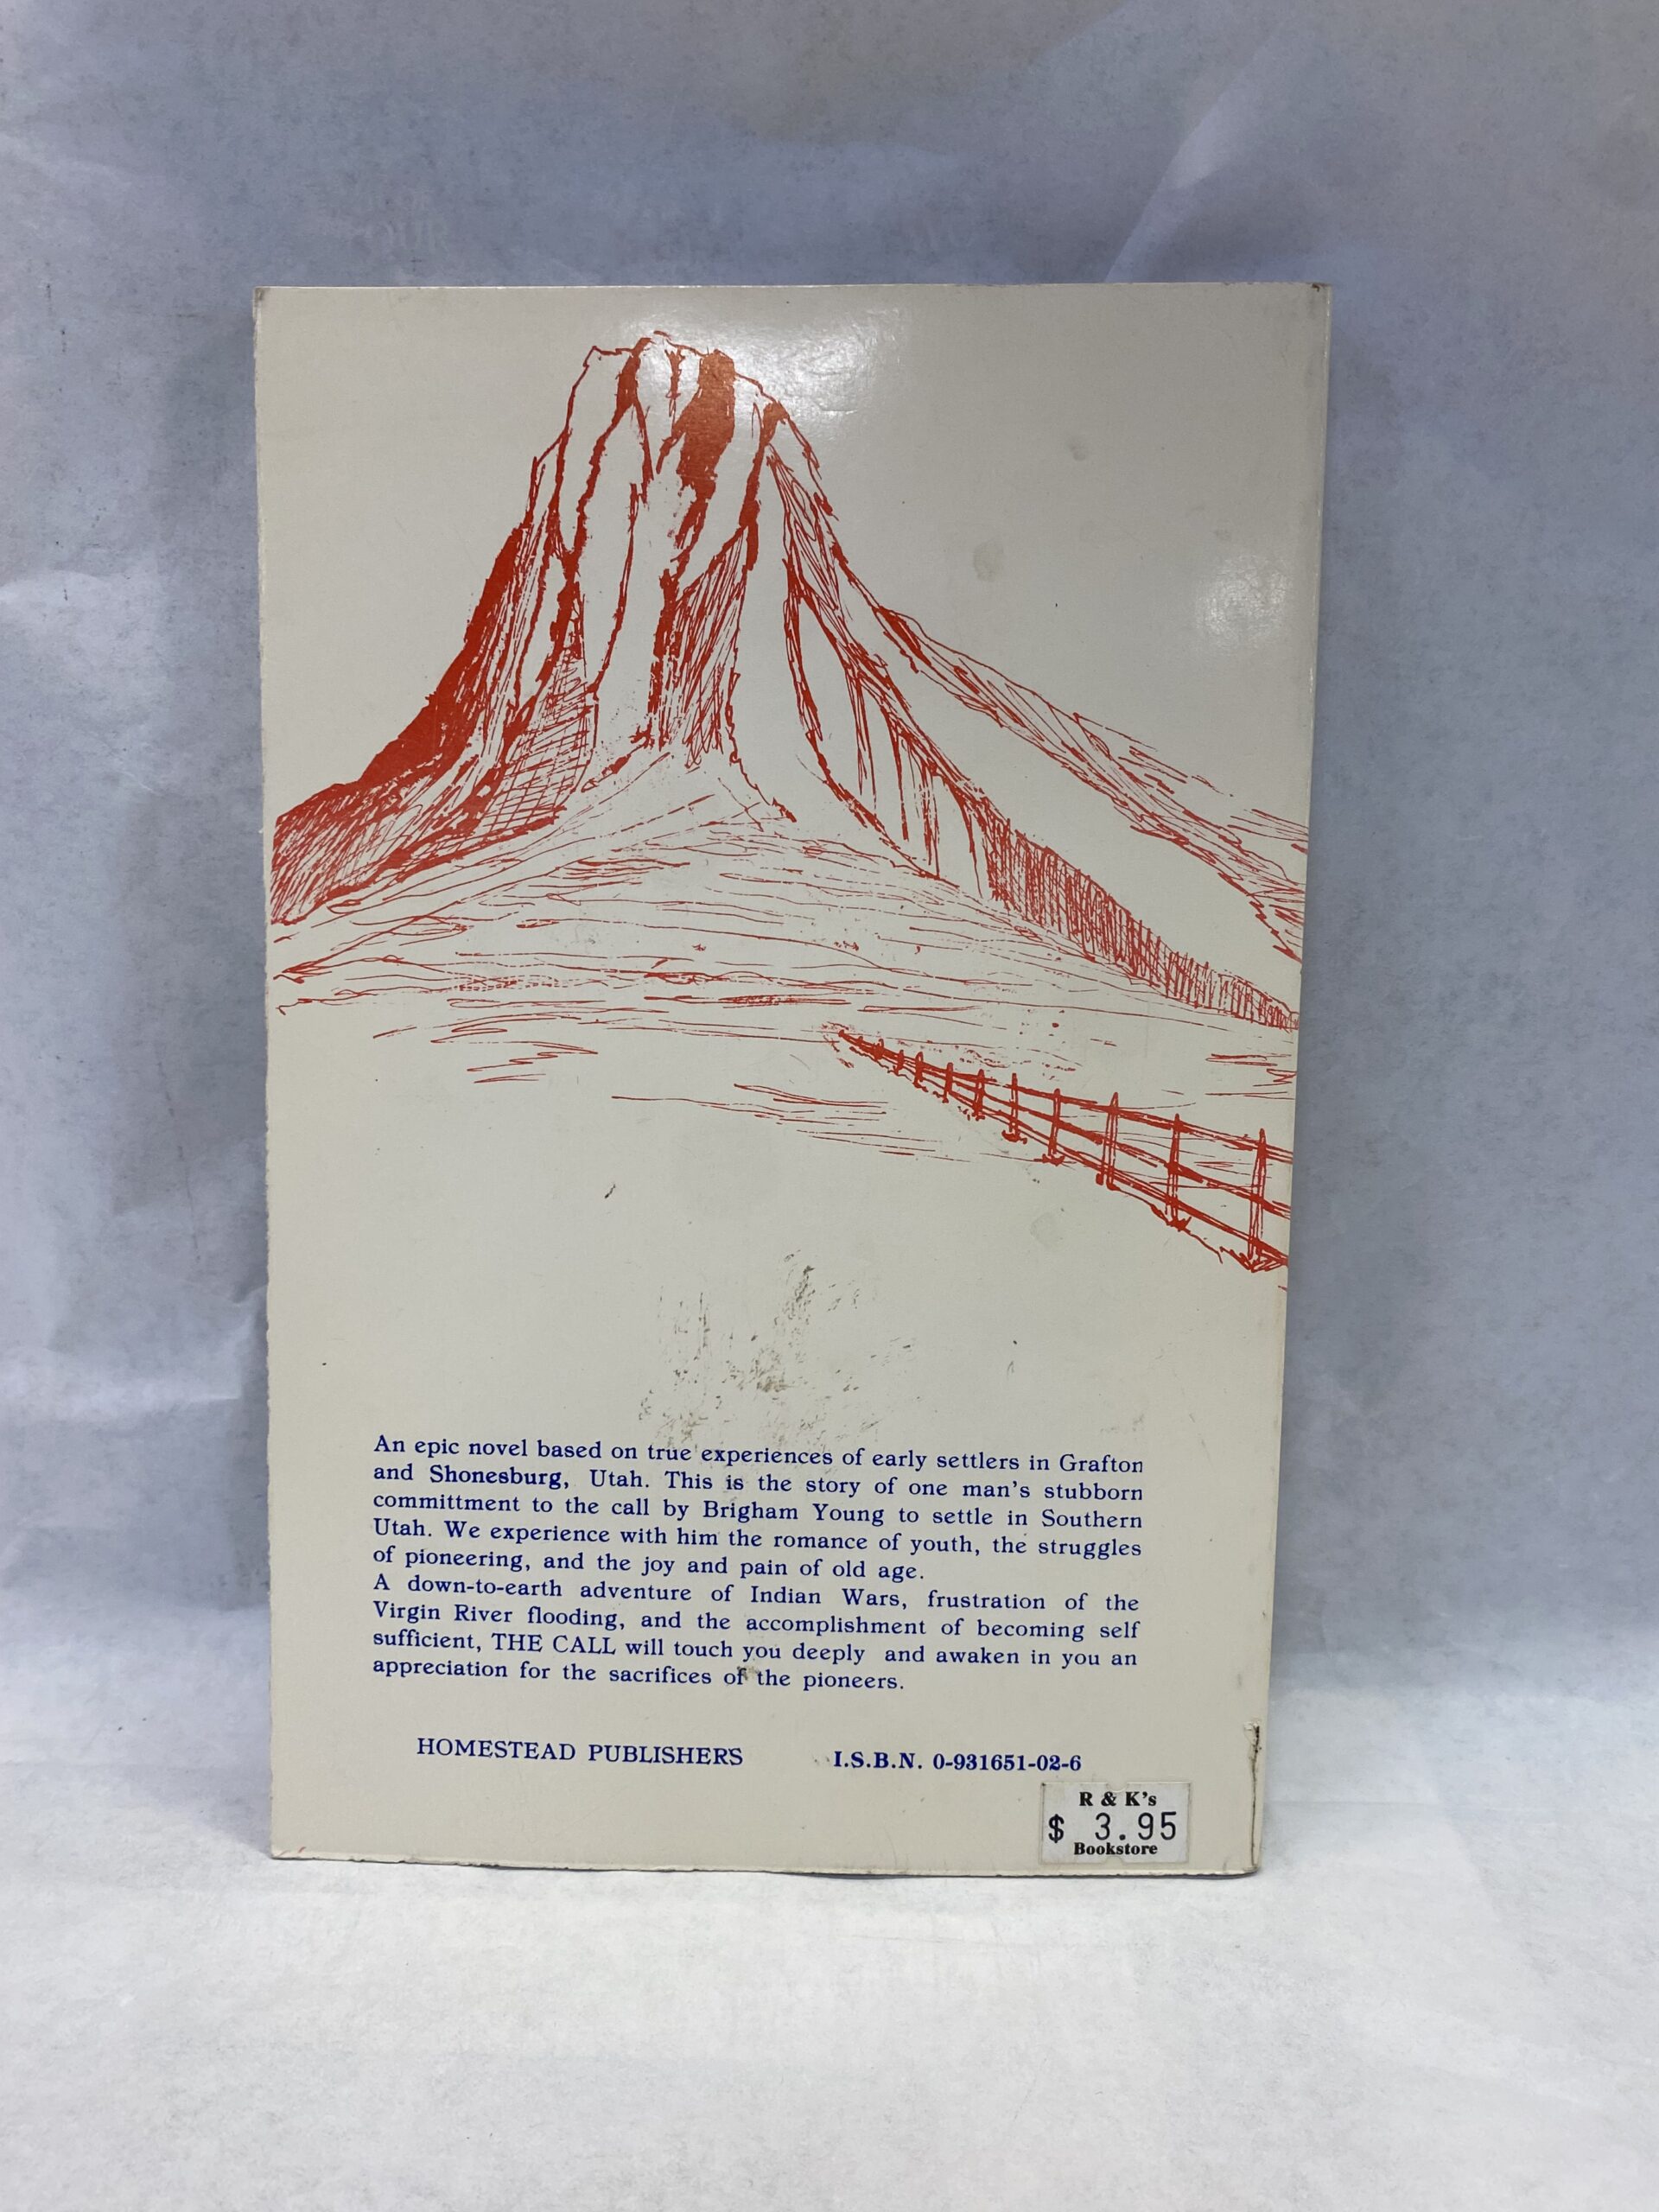 An epic novel based on true experiences of early settlers in Grafton
and Shonesburg, Utah. This is the story of one man's stubborn
committment to the call by Brigham Young to settle in Southern
Utah. We experience with him the romance of youth, the struggles
of pioneering, and the joy and pain of old age.
A down-to-earth adventure of Indian Wars, frustration of the
Virgin River flooding, and the accomplishment of becoming self
sufficient, THE CALL will touch you deeply and awaken in you an
appreciation for the sacrifices of the pioneers.
HOMESTEAD PUBLISHERS I.S.B.N. 0-931651-02-6
R & K's
$ 3.95
Bookstore